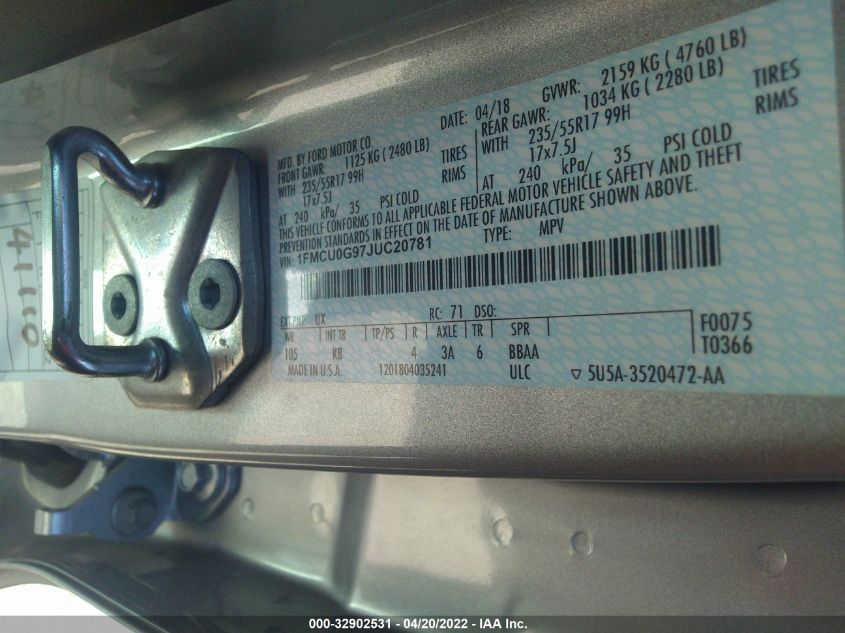 MFD. BY FORD MOTOR CO.
DATE: 04/18 GVWR: 2159 KG ( 4760 LB)
FRONT GAWR: 1125 KG ( 2480 LB) REAR GAWR: 1034 KG ( 2280 LB)
WITH 235/55R17 99H TIRES WITH 235/55R17 99H TIRES
17x7.5J RIMS 17x7.5J RIMS
AT 240 kPa/ 35 PSI COLD AT 240 kPa/ 35 PSI COLD
THIS VEHICLE CONFORMS TO ALL APPLICABLE FEDERAL MOTOR VEHICLE SAFETY AND THEFT
PREVENTION STANDARDS IN EFFECT ON THE DATE OF MANUFACTURE SHOWN ABOVE.
VIN: 1FMCU0G97JUC20781 TYPE: MPV
EXT PNT: UX RC: 71 DSO:
WB INT TR TP/PS R AXLE TR SPR F0075
105 KB 4 3A 6 BBAA T0366
MADE IN U.S.A. 1201804035241 ULC ▽ 5U5A-3520472-AA
000-32902531 - 04/20/2022 - IAA Inc.